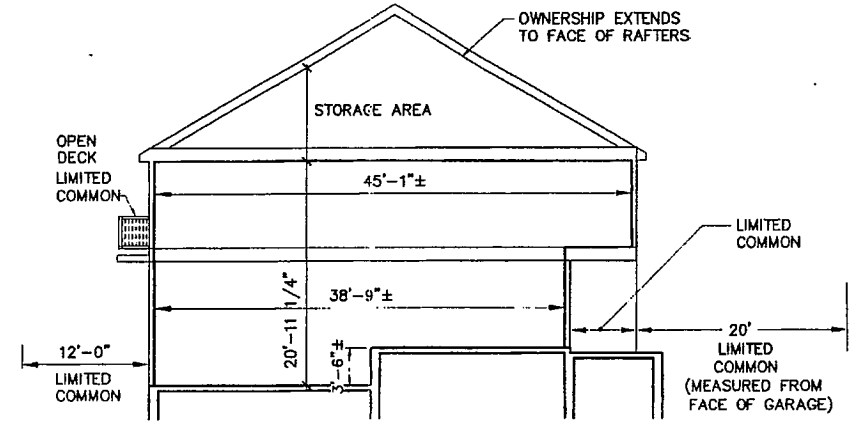 OWNERSHIP EXTENDS
TO FACE OF RAFTERS
STORAGE AREA
OPEN
DECK
LIMITED
COMMON
45'-1"±
LIMITED
COMMON
38'-9"±
20'-11 1/4"
3'-6"±
12'-0"
LIMITED
COMMON
20'
LIMITED
COMMON
(MEASURED FROM
FACE OF GARAGE)